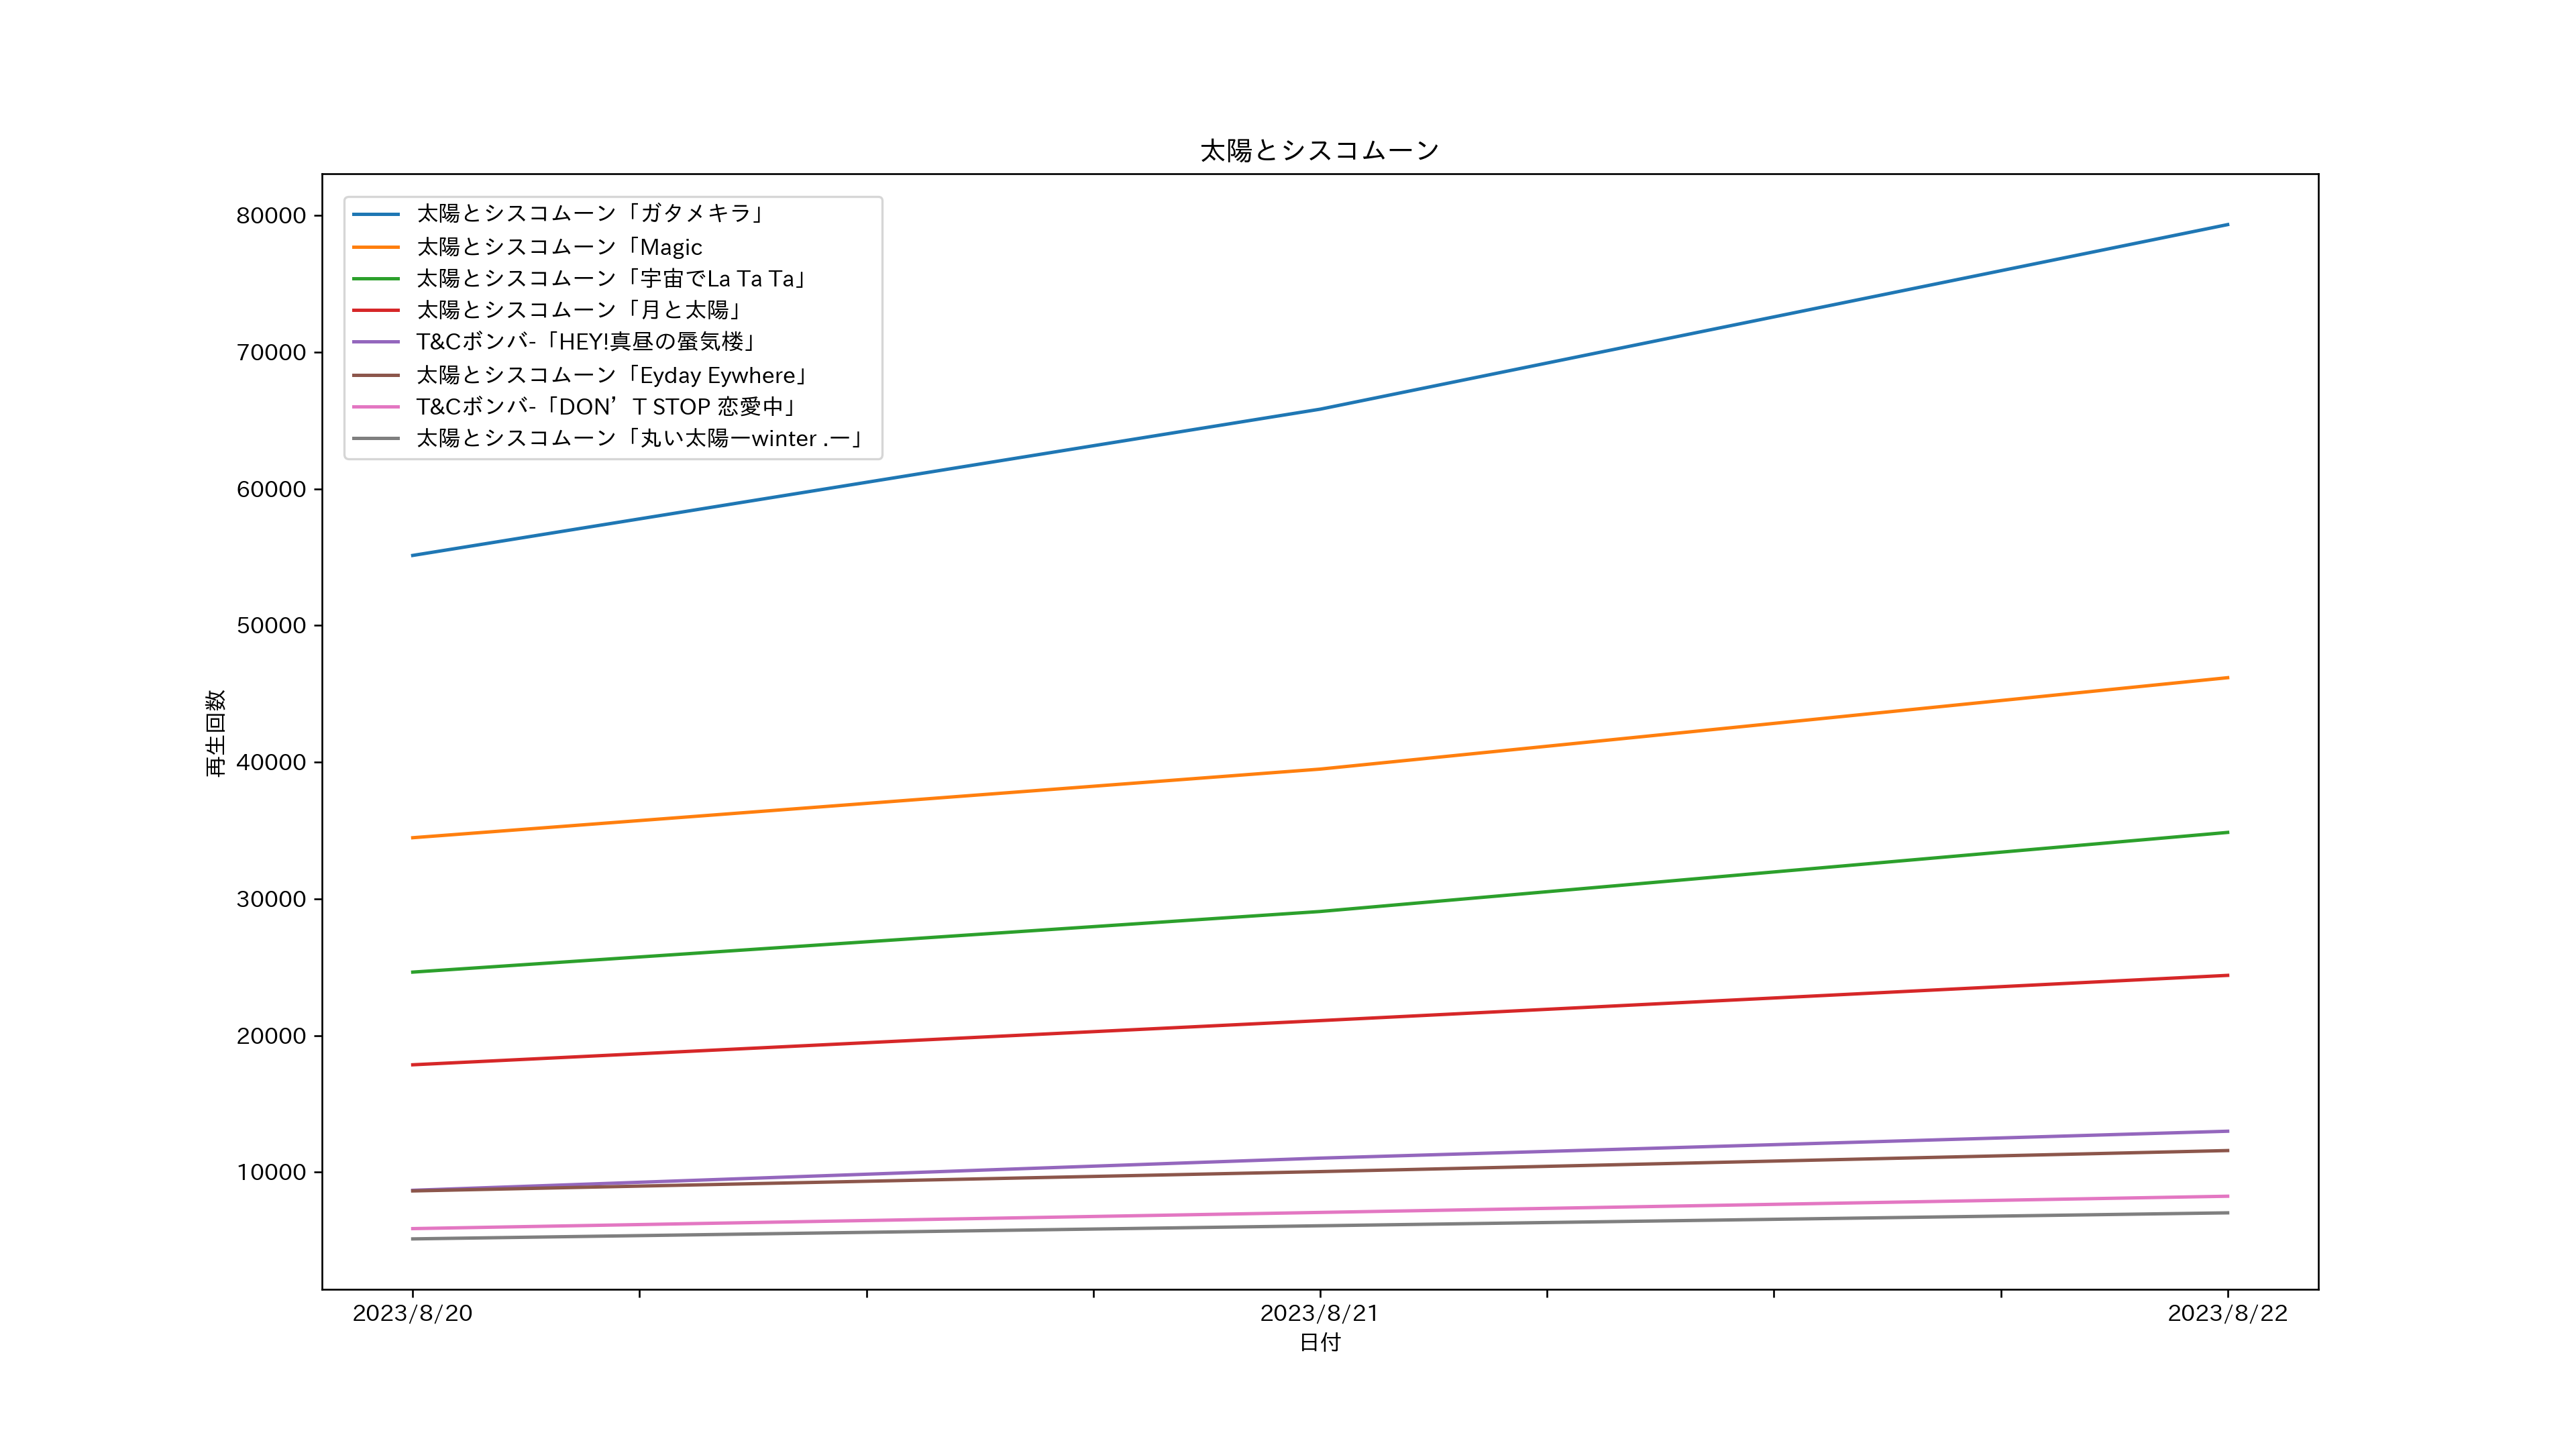 太陽とシスコムーン
80000
70000
60000
50000
40000
30000
20000
10000
再生回数
太陽とシスコムーン「ガタメキラ」
太陽とシスコムーン「Magic
太陽とシスコムーン「宇宙でLa Ta Ta」
太陽とシスコムーン「月と太陽」
T&Cボンバ-「HEY!真昼の蜃気楼」
太陽とシスコムーン「Eyday Eywhere」
T&Cボンバ-「DON’T STOP 恋愛中」
太陽とシスコムーン「丸い太陽ーwinter .ー」
2023/8/20 2023/8/21 2023/8/22
日付